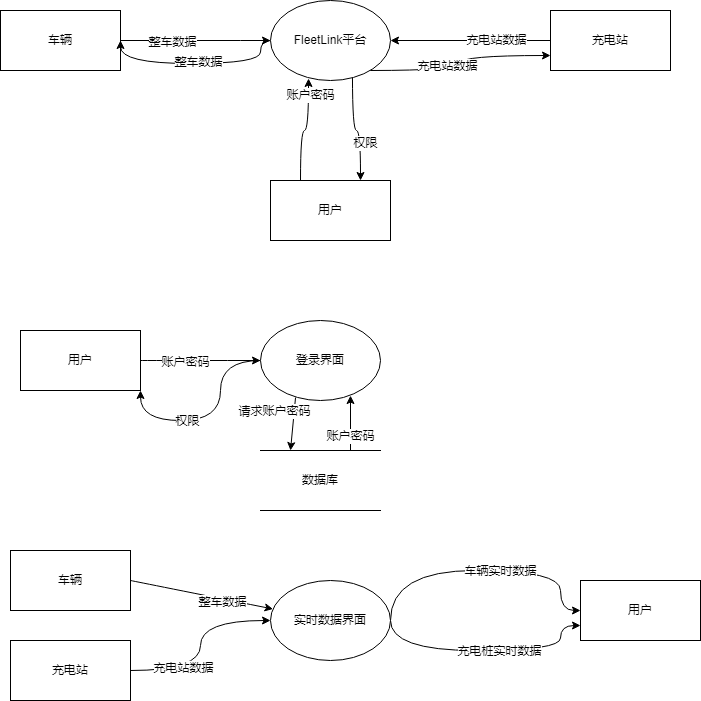 车辆
整车数据
整车数据
FleetLink平台
充电站数据
充电站数据
充电站
账户密码
权限
用户
用户
账户密码
权限
登录界面
请求账户密码
账户密码
数据库
车辆
整车数据
充电站
充电站数据
实时数据界面
车辆实时数据
充电桩实时数据
用户